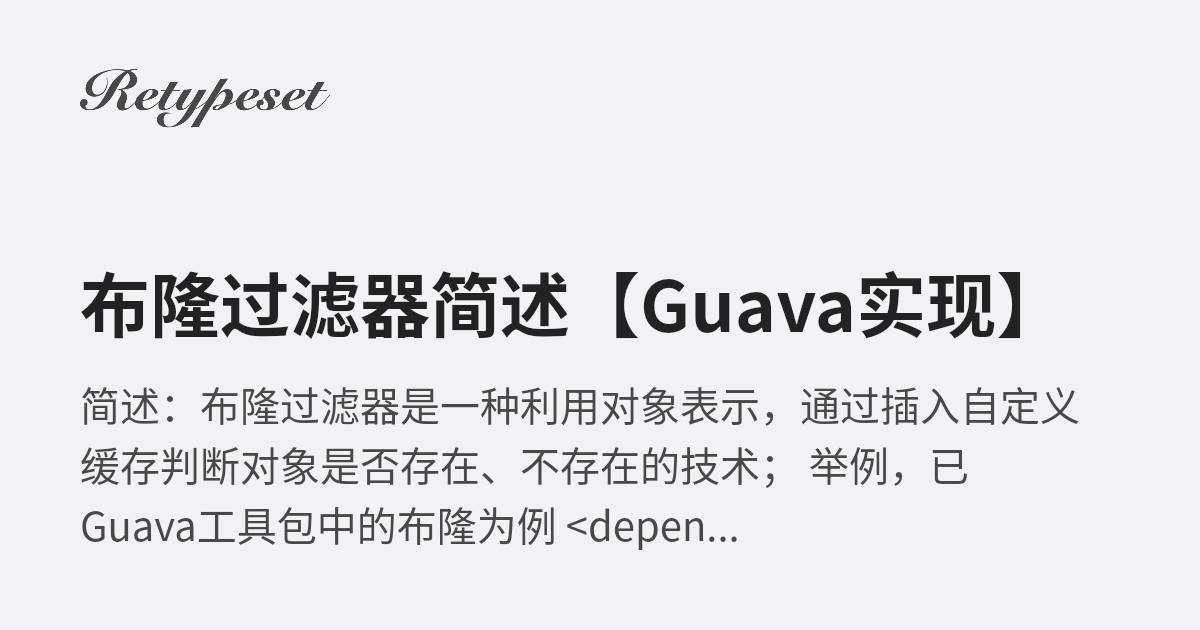 Retypeset
布隆过滤器简述【Guava实现】
简述：布隆过滤器是一种利用对象表示，通过插入自定义
缓存判断对象是否存在、不存在的技术； 举例，已
Guava工具包中的布隆为例 <depen...